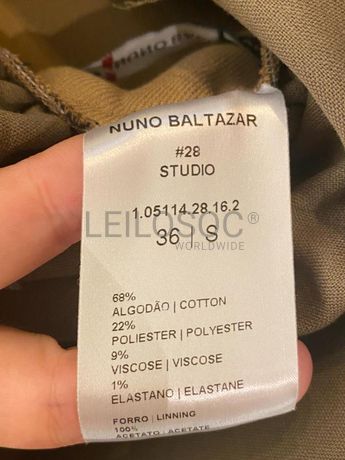 NUNO BALTAZAR
#28
STUDIO
1.05114.28.16.2
LEILOSOC®
WORLDWIDE
36 | S
68%
ALGODÃO | COTTON
22%
POLIESTER | POLYESTER
9%
VISCOSE | VISCOSE
1%
ELASTANO | ELASTANE
FORRO | LINNING
100%
ACETATO | ACETATE